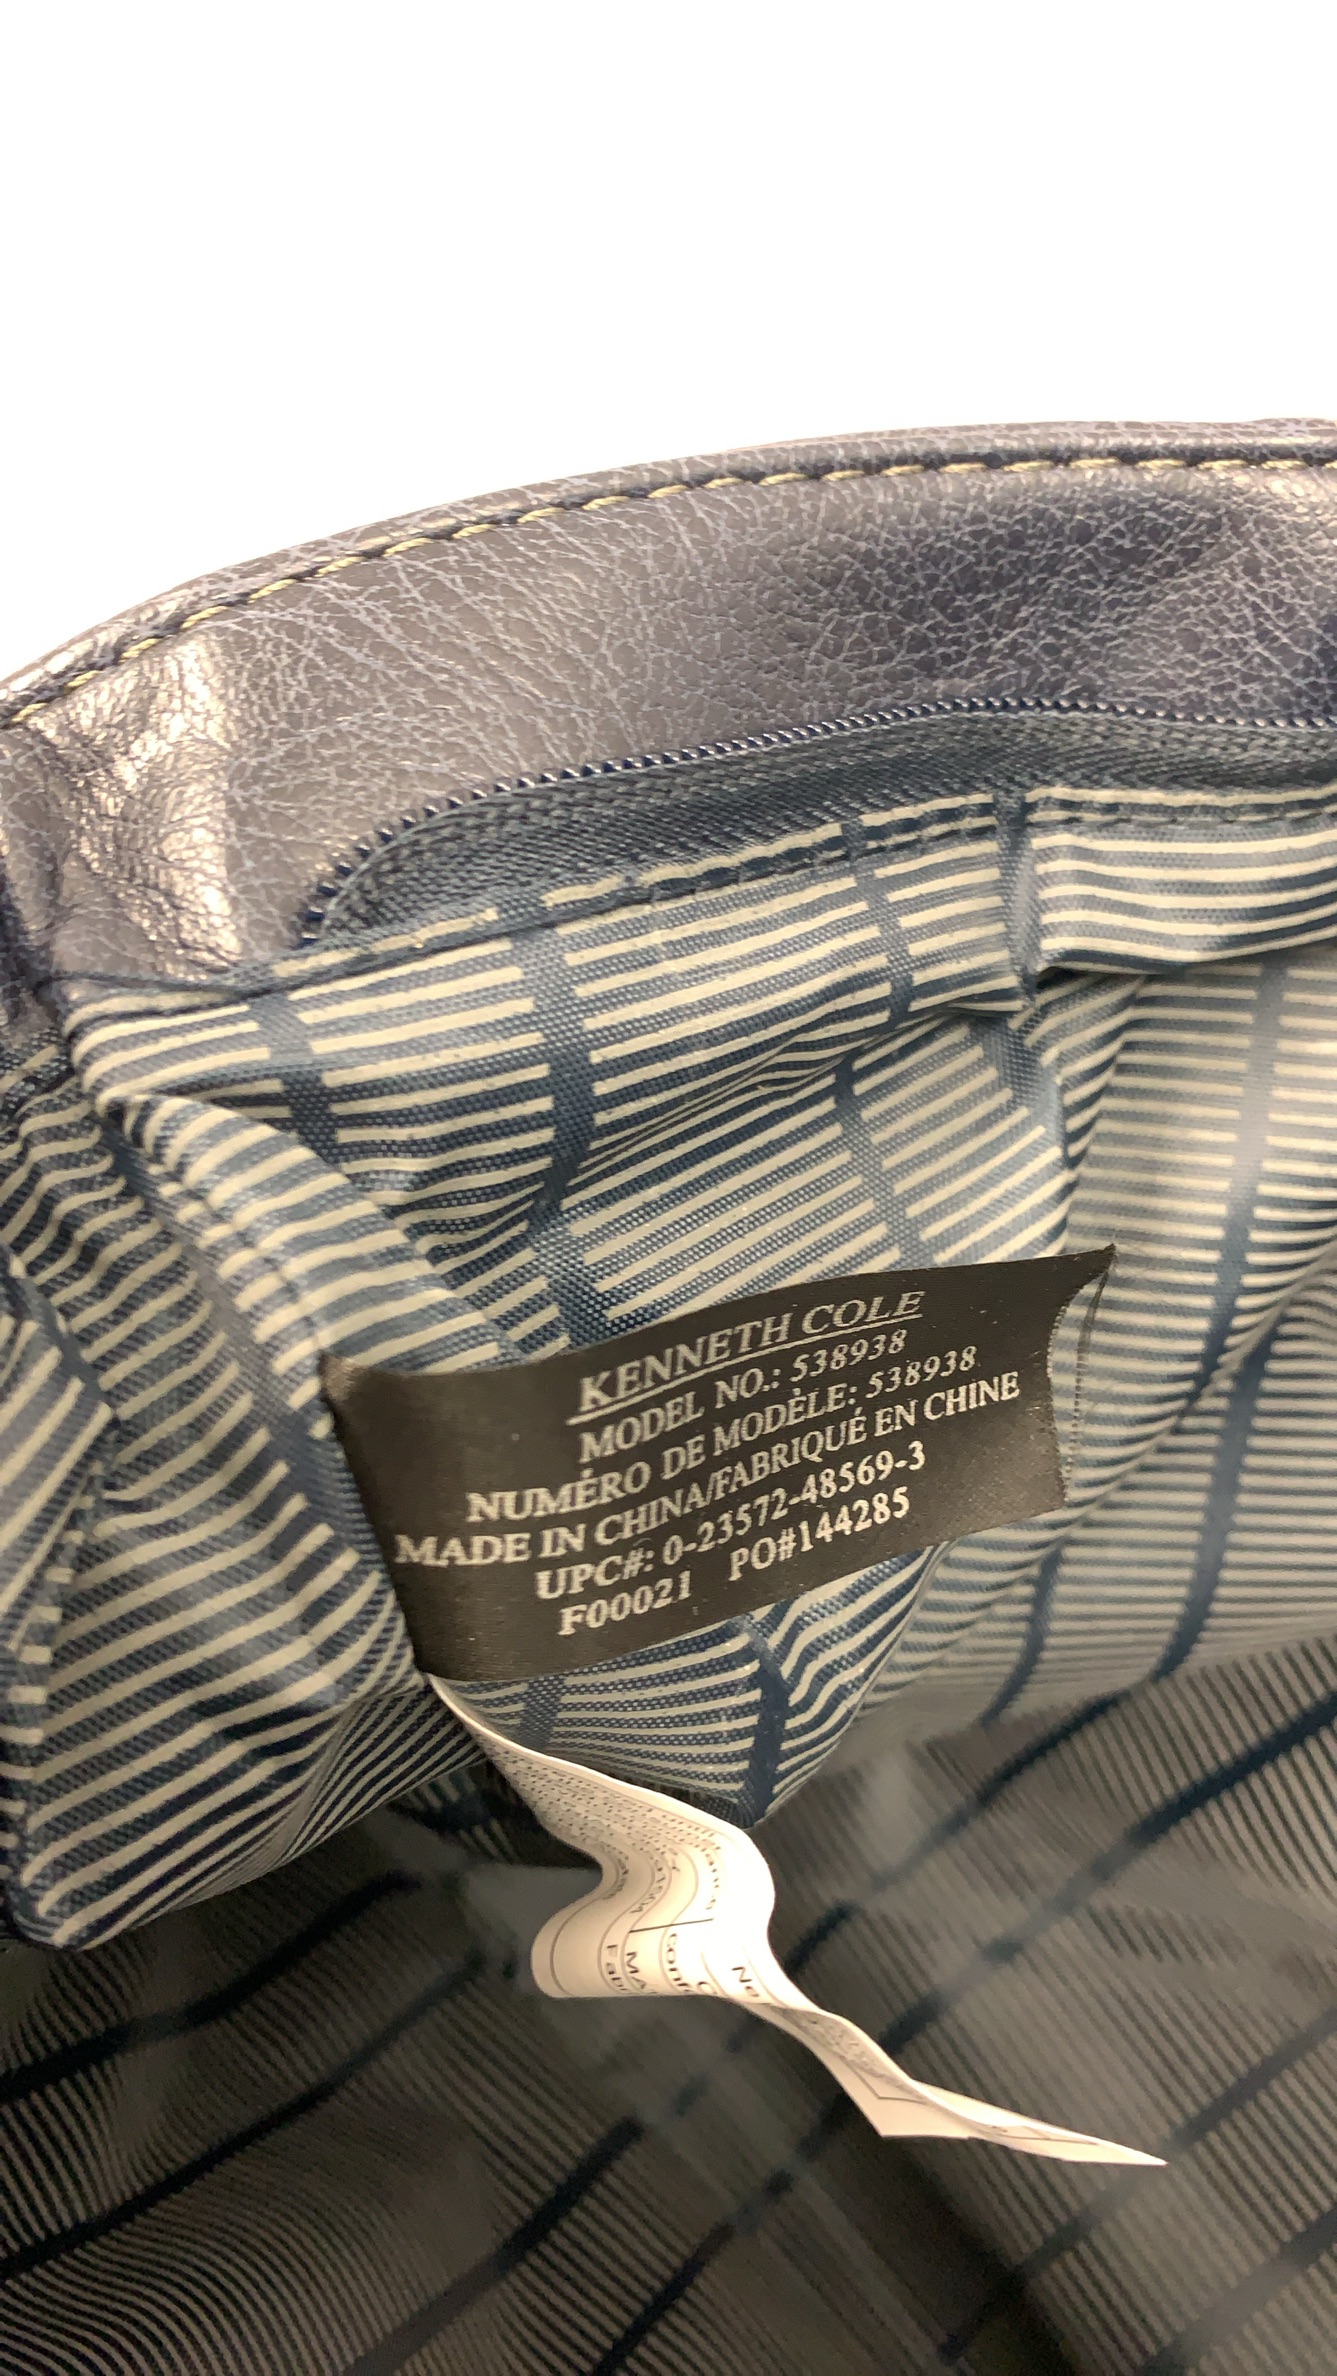 KENNETH COLE
MODEL NO.: 538938
NUMÉRO DE MODÈLE: 538938
MADE IN CHINA/FABRIQUÉ EN CHINE
UPC#: 0-23572-48569-3
F00021 PO#144285